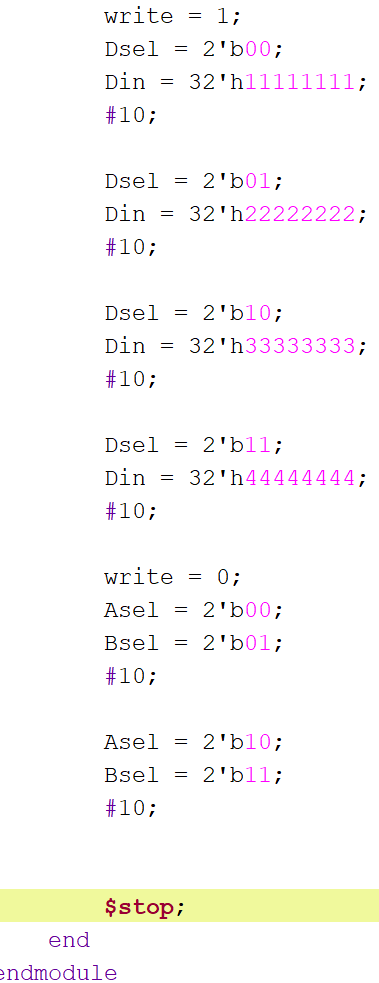 write = 1;
Dsel = 2'b00;
Din = 32'h11111111;
#10;
Dsel = 2'b01;
Din = 32'h22222222;
#10;
Dsel = 2'b10;
Din = 32'h33333333;
#10;
Dsel = 2'b11;
Din = 32'h44444444;
#10;
write = 0;
Asel = 2'b00;
Bsel = 2'b01;
#10;
Asel = 2'b10;
Bsel = 2'b11;
#10;
$stop;
end
endmodule